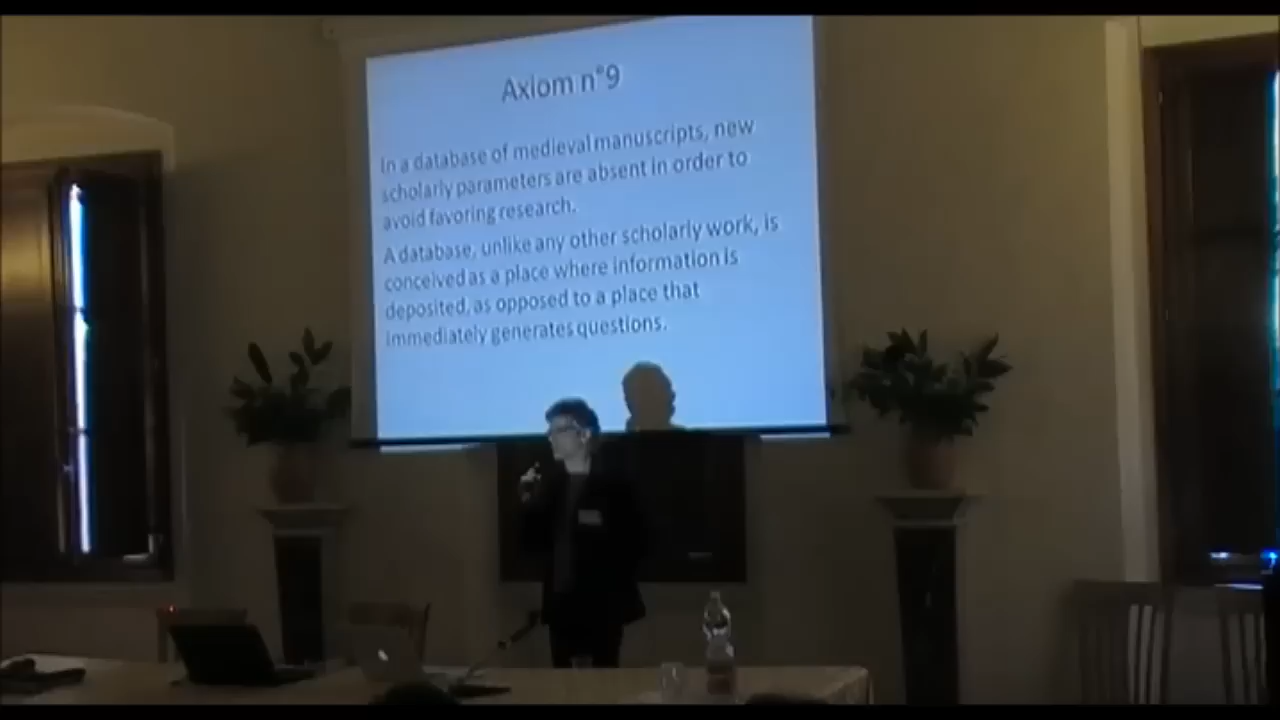 Axiom n°9
In a database of medieval manuscripts, new
scholarly parameters are absent in order to
avoid favoring research.
A database, unlike any other scholarly work, is
conceived as a place where information is
deposited, as opposed to a place that
immediately generates questions.